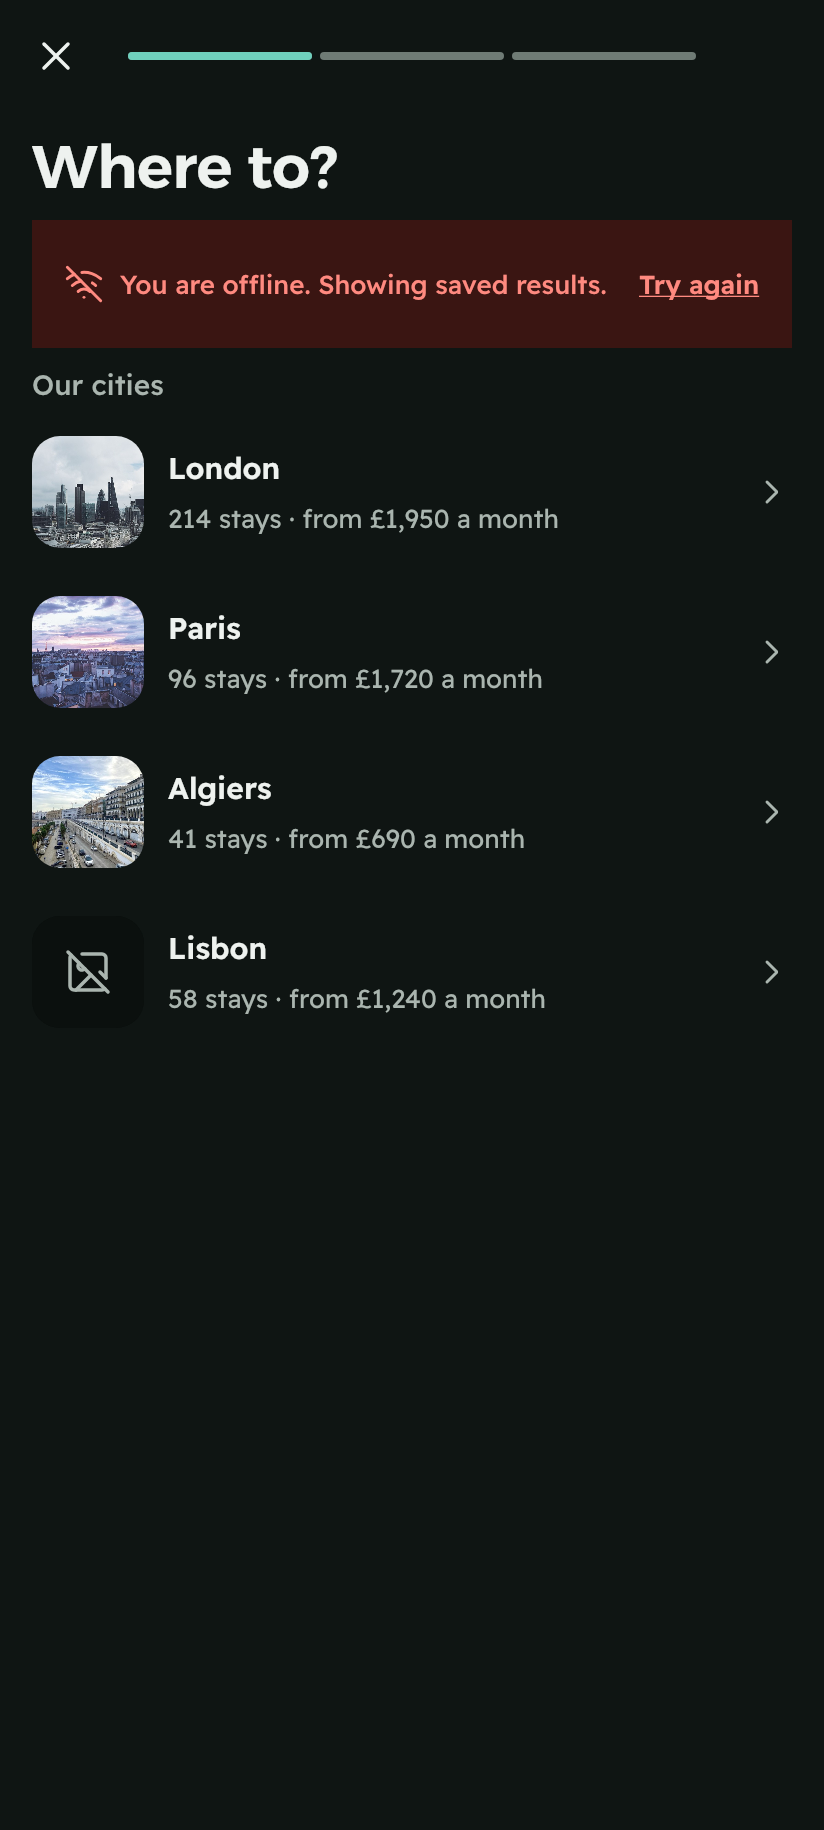 Where to?
You are offline. Showing saved results. Try again
Our cities
London
214 stays · from £1,950 a month
Paris
96 stays · from £1,720 a month
Algiers
41 stays · from £690 a month
Lisbon
58 stays · from £1,240 a month